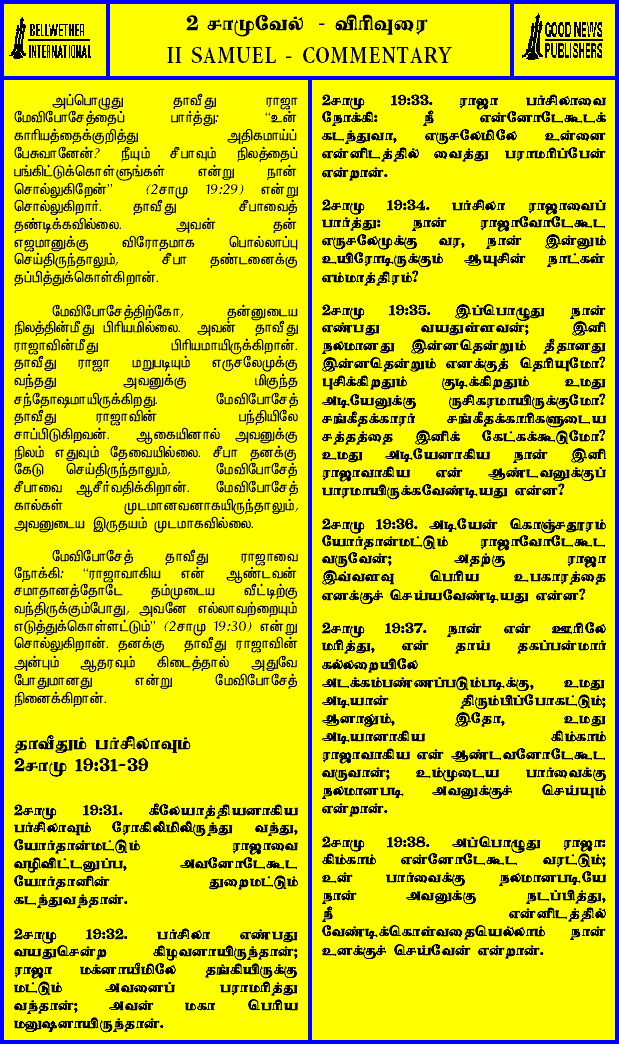 BELLWETHER
INTERNATIONAL
2 சாமுவேல் - விரிவுரை
II SAMUEL - COMMENTARY
GOOD NEWS
PUBLISHERS
அப்பொழுது தாவீது ராஜா
மேவிபோசேத்தைப் பார்த்து: "உன்
காரியத்தைக்குறித்து அதிகமாய்ப்
பேசுவானேன்? நீயும் சீபாவும் நிலத்தைப்
பங்கிட்டுக்கொள்ளுங்கள் என்று நான்
சொல்லுகிறேன்" (2சாமு 19:29) என்று
சொல்லுகிறார். தாவீது சீபாவைத்
தண்டிக்கவில்லை. அவன் தன்
எஜமானுக்கு விரோதமாக பொல்லாப்பு
செய்திருந்தாலும், சீபா தண்டனைக்கு
தப்பித்துக்கொள்கிறான்.
மேவிபோசேத்திற்கோ, தன்னுடைய
நிலத்தின்மீது பிரியமில்லை. அவன் தாவீது
ராஜாவின்மீது பிரியமாயிருக்கிறான்.
தாவீது ராஜா மறுபடியும் எருசலேமுக்கு
வந்தது அவனுக்கு மிகுந்த
சந்தோஷமாயிருக்கிறது. மேவிபோசேத்
தாவீது ராஜாவின் பந்தியிலே
சாப்பிடுகிறவன். ஆகையினால் அவனுக்கு
நிலம் எதுவும் தேவையில்லை. சீபா தனக்கு
கேடு செய்திருந்தாலும், மேவிபோசேத்
சீபாவை ஆசீர்வதிக்கிறான். மேவிபோசேத்
கால்கள் முடமானவனாகயிருந்தாலும்,
அவனுடைய இருதயம் முடமாகவில்லை.
மேவிபோசேத் தாவீது ராஜாவை
நோக்கி: "ராஜாவாகிய என் ஆண்டவன்
சமாதானத்தோடே தம்முடைய வீட்டிற்கு
வந்திருக்கும்போது, அவனே எல்லாவற்றையும்
எடுத்துக்கொள்ளட்டும்" (2சாமு 19:30) என்று
சொல்லுகிறான். தனக்கு தாவீது ராஜாவின்
அன்பும் ஆதரவும் கிடைத்தால் அதுவே
போதுமானது என்று மேவிபோசேத்
நினைக்கிறான்.
தாவீதும் பர்சிலாவும்
2சாமு 19:31-39
2சாமு 19:31. கீலேயாத்தியனாகிய
பர்சிலாவும் ரோகிலிமிலிருந்து வந்து,
யோர்தான்மட்டும் ராஜாவை
வழிவிட்டனுப்ப, அவனோடேகூட
யோர்தானின் துறைமட்டும்
கடந்துவந்தான்.
2சாமு 19:32. பர்சிலா எண்பது
வயதுசென்ற கிழவனாயிருந்தான்;
ராஜா மக்னாயீமிலே தங்கியிருக்கு
மட்டும் அவனைப் பராமரித்து
வந்தான்; அவன் மகா பெரிய
மனுஷனாயிருந்தான்.
2சாமு 19:33. ராஜா பர்சிலாவை
நோக்கி: நீ என்னோடேகூடக்
கடந்துவா, எருசலேமிலே உன்னை
என்னிடத்தில் வைத்து பராமரிப்பேன்
என்றான்.
2சாமு 19:34. பர்சிலா ராஜாவைப்
பார்த்து: நான் ராஜாவோடேகூட
எருசலேமுக்கு வர, நான் இன்னும்
உயிரோடிருக்கும் ஆயுசின் நாட்கள்
எம்மாத்திரம்?
2சாமு 19:35. இப்பொழுது நான்
எண்பது வயதுள்ளவன்; இனி
நலமானது இன்னதென்றும் தீதானது
இன்னதென்றும் எனக்குத் தெரியுமோ?
புசிக்கிறதும் குடிக்கிறதும் உமது
அடியேனுக்கு ருசிகரமாயிருக்குமோ?
சங்கீதக்காரர் சங்கீதக்காரிகளுடைய
சத்தத்தை இனிக் கேட்கக்கூடுமோ?
உமது அடியேனாகிய நான் இனி
ராஜாவாகிய என் ஆண்டவனுக்குப்
பாரமாயிருக்கவேண்டியது என்ன?
2சாமு 19:36. அடியேன் கொஞ்சதூரம்
யோர்தான்மட்டும் ராஜாவோடேகூட
வருவேன்; அதற்கு ராஜா
இவ்வளவு பெரிய உபகாரத்தை
எனக்குச் செய்யவேண்டியது என்ன?
2சாமு 19:37. நான் என் ஊரிலே
மரித்து, என் தாய் தகப்பன்மார்
கல்லறையிலே
அடக்கம்பண்ணப்படும்படிக்கு, உமது
அடியான் திரும்பிப்போகட்டும்;
ஆனாலும், இதோ, உமது
அடியானாகிய கிம்காம்
ராஜாவாகிய என் ஆண்டவனோடேகூட
வருவான்; உம்முடைய பார்வைக்கு
நலமானபடி அவனுக்குச் செய்யும்
என்றான்.
2சாமு 19:38. அப்பொழுது ராஜா:
கிம்காம் என்னோடேகூட வரட்டும்;
உன் பார்வைக்கு நலமானபடியே
நான் அவனுக்கு நடப்பித்து,
நீ என்னிடத்தில்
வேண்டிக்கொள்வதையெல்லாம் நான்
உனக்குச் செய்வேன் என்றான்.